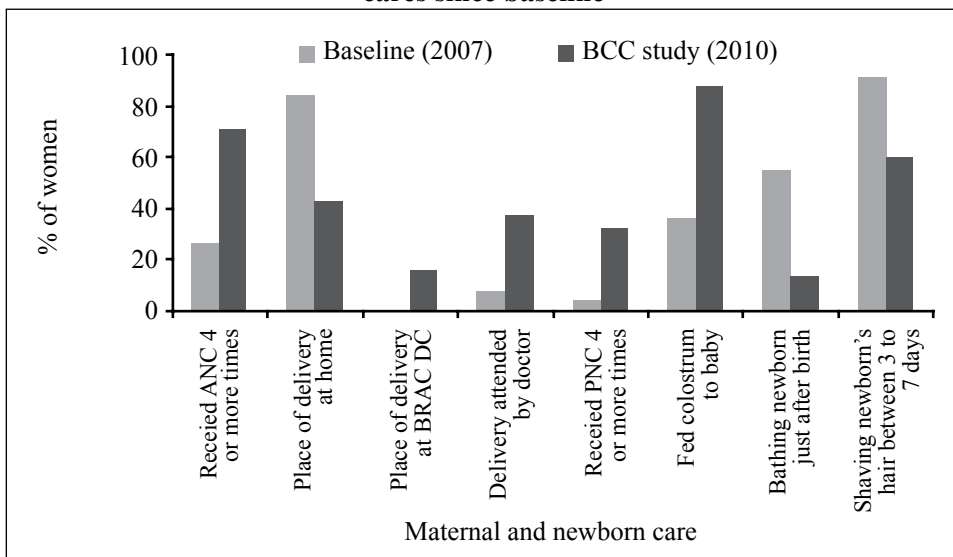 cares since baseline
Baseline (2007)
BCC study (2010)
% of women
100
80
60
40
20
0
Receied ANC 4
or more times
Place of delivery
at home
Place of delivery
at BRAC DC
Delivery attended
by doctor
Receied PNC 4
or more times
Fed colostrum
to baby
Bathing newborn
just after birth
Shaving newborn’s
hair between 3 to
7 days
Maternal and newborn care